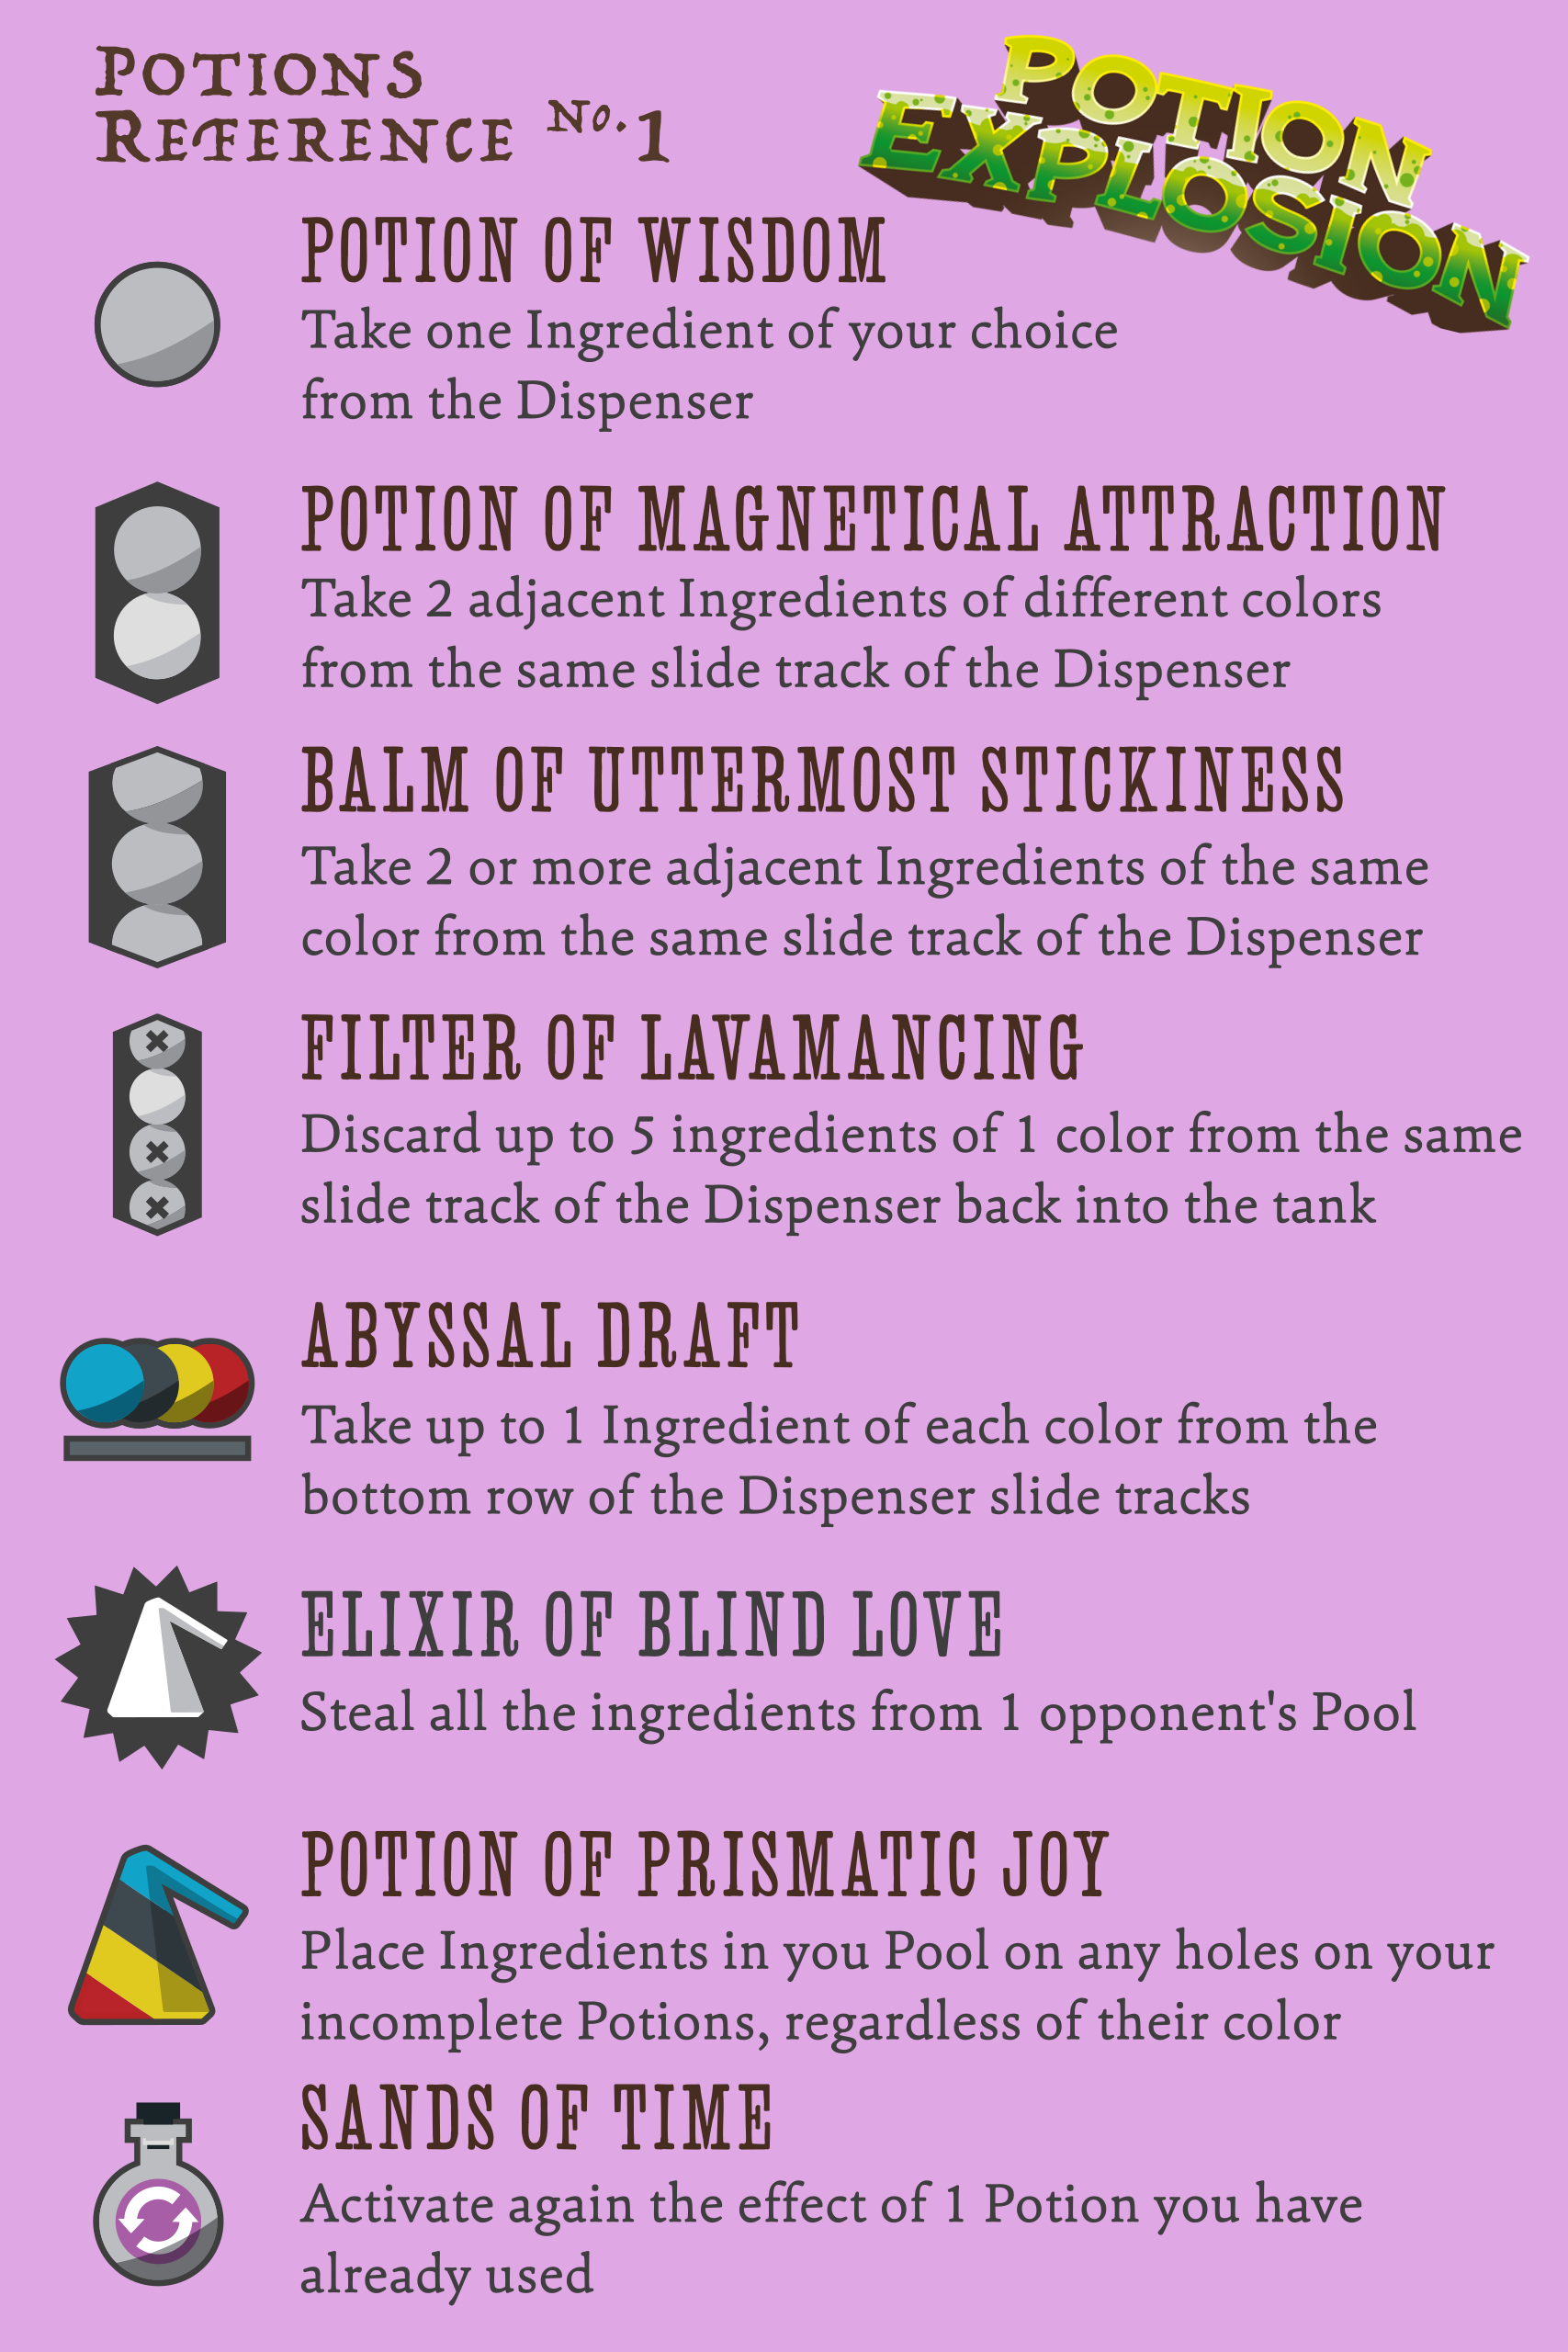 Potions
Reference No. 1
POTION
EXPLOSION
POTION OF WISDOM
Take one Ingredient of your choice
from the Dispenser
POTION OF MAGNETICAL ATTRACTION
Take 2 adjacent Ingredients of different colors
from the same slide track of the Dispenser
BALM OF UTTERMOST STICKINESS
Take 2 or more adjacent Ingredients of the same
color from the same slide track of the Dispenser
FILTER OF LAVAMANCING
Discard up to 5 ingredients of 1 color from the same
slide track of the Dispenser back into the tank
ABYSSAL DRAFT
Take up to 1 Ingredient of each color from the
bottom row of the Dispenser slide tracks
ELIXIR OF BLIND LOVE
Steal all the ingredients from 1 opponent's Pool
POTION OF PRISMATIC JOY
Place Ingredients in you Pool on any holes on your
incomplete Potions, regardless of their color
SANDS OF TIME
Activate again the effect of 1 Potion you have
already used